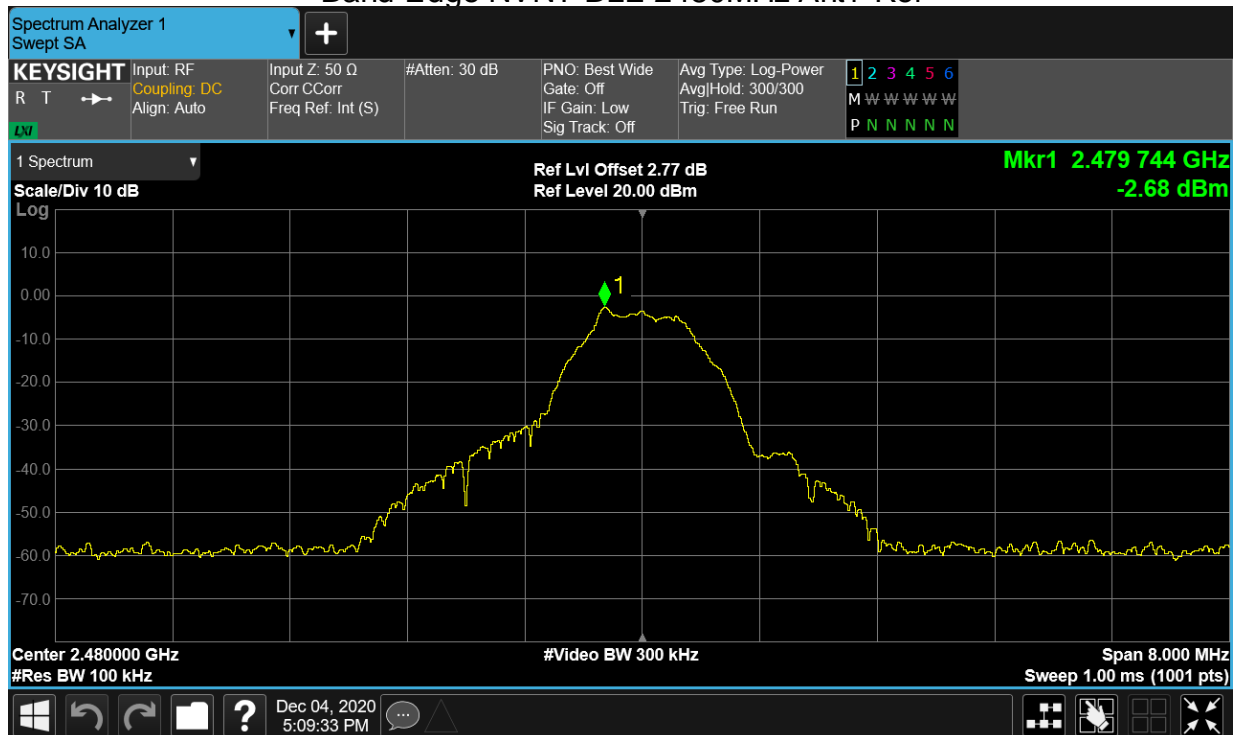 Spectrum Analyzer 1
Swept SA
KEYSIGHT
R T
LXI
Input: RF
Coupling: DC
Align: Auto
Input Z: 50 Ω
Corr CCorr
Freq Ref: Int (S)
#Atten: 30 dB
PNO: Best Wide
Gate: Off
IF Gain: Low
Sig Track: Off
Avg Type: Log-Power
Avg|Hold: 300/300
Trig: Free Run
1 2 3 4 5 6
M W W W W W
P N N N N N
1 Spectrum
Scale/Div 10 dB
Log
Ref Lvl Offset 2.77 dB
Ref Level 20.00 dBm
Mkr1 2.479 744 GHz
-2.68 dBm
10.0
0.00
-10.0
-20.0
-30.0
-40.0
-50.0
-60.0
-70.0
1
Center 2.480000 GHz
#Res BW 100 kHz
#Video BW 300 kHz
Span 8.000 MHz
Sweep 1.00 ms (1001 pts)
?
Dec 04, 2020
5:09:33 PM